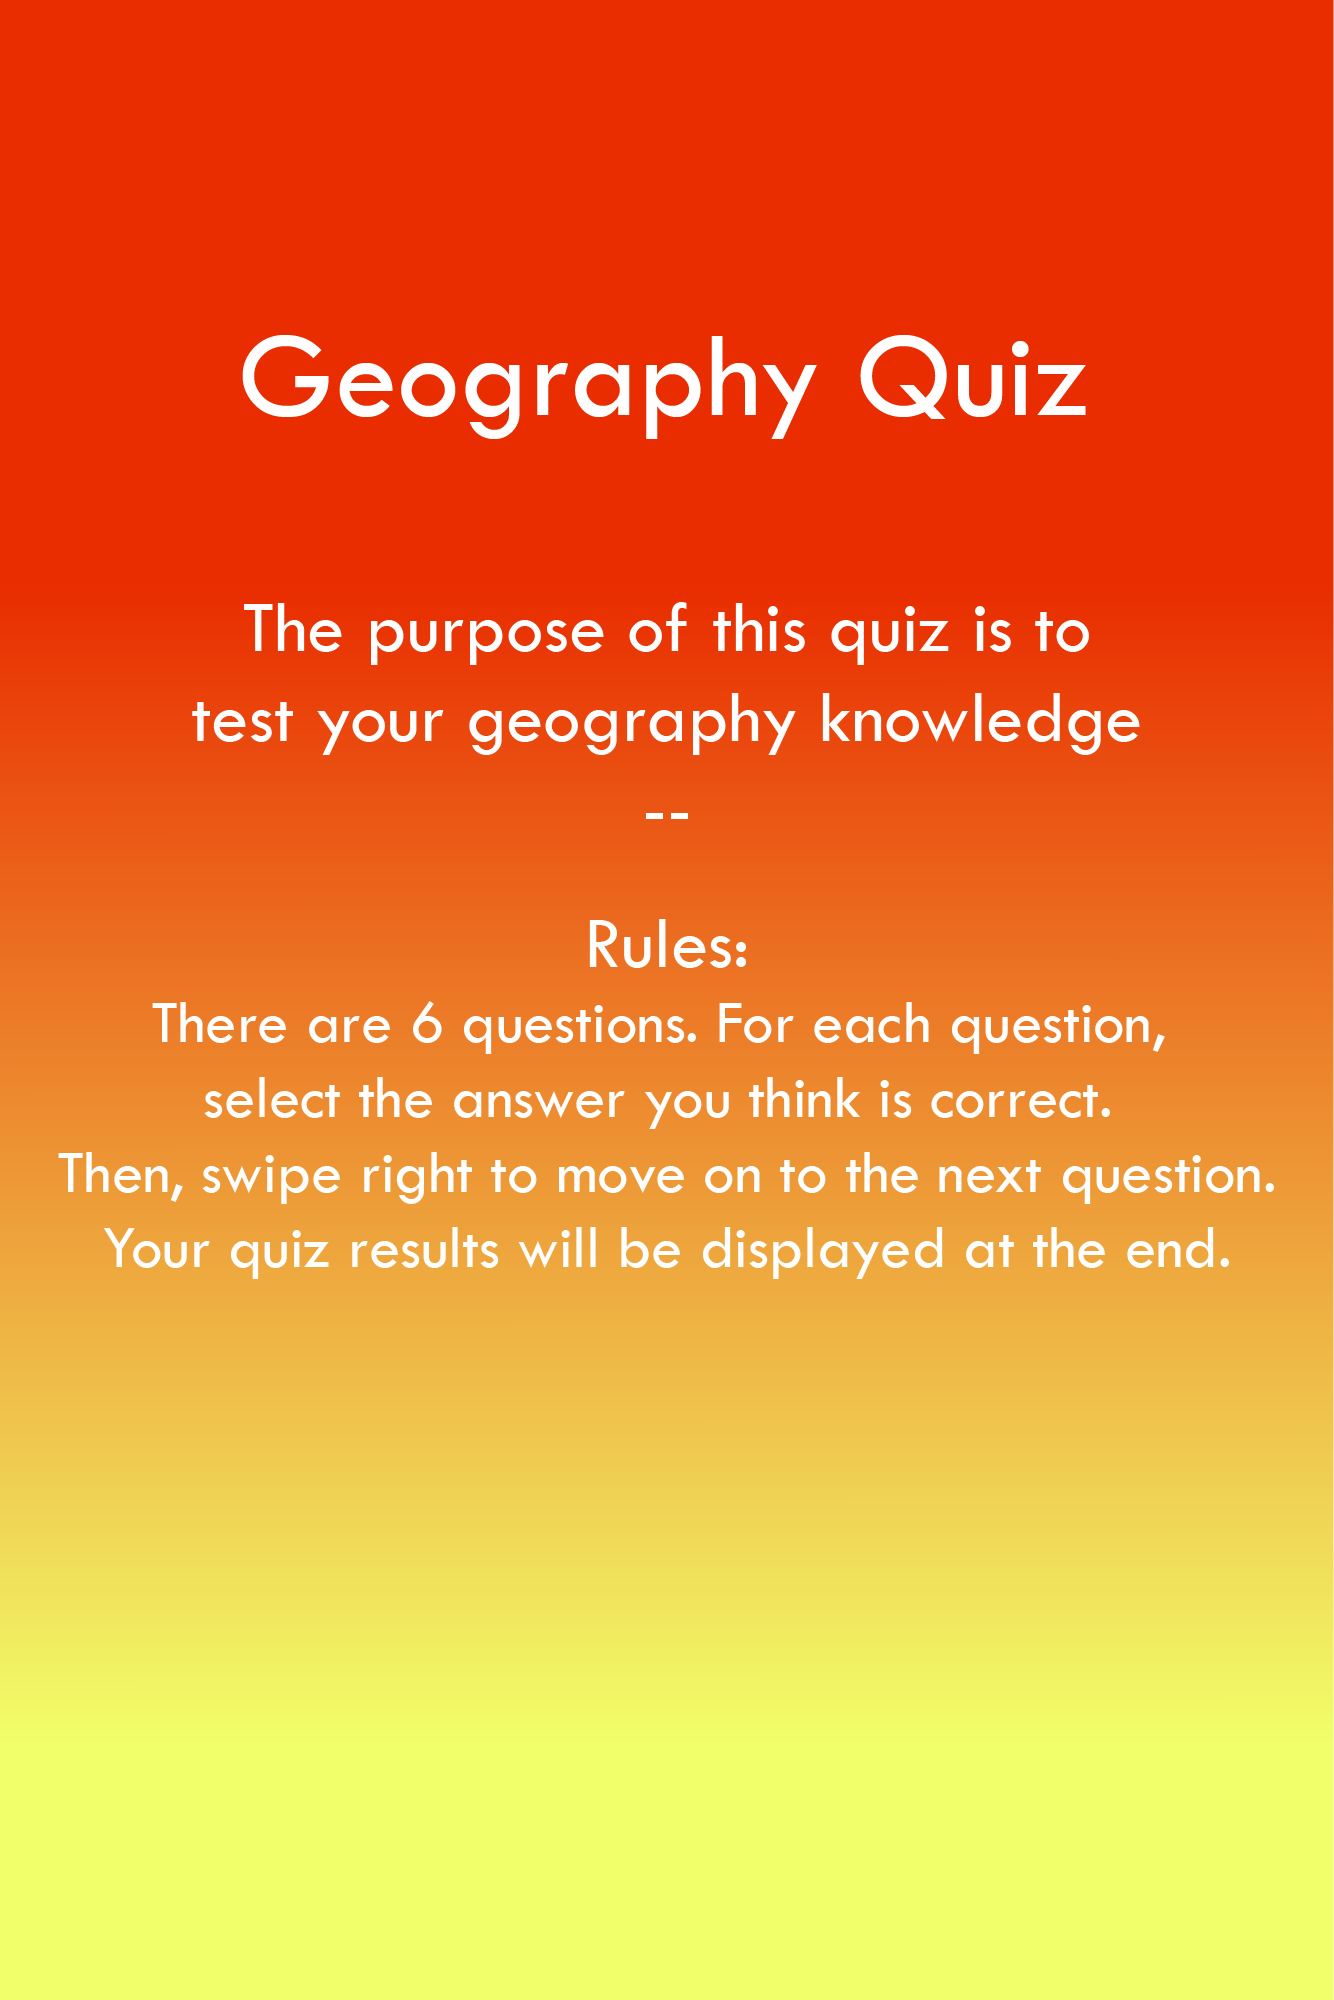 Geography Quiz
The purpose of this quiz is to
test your geography knowledge
--
Rules:
There are 6 questions. For each question,
select the answer you think is correct.
Then, swipe right to move on to the next question.
Your quiz results will be displayed at the end.